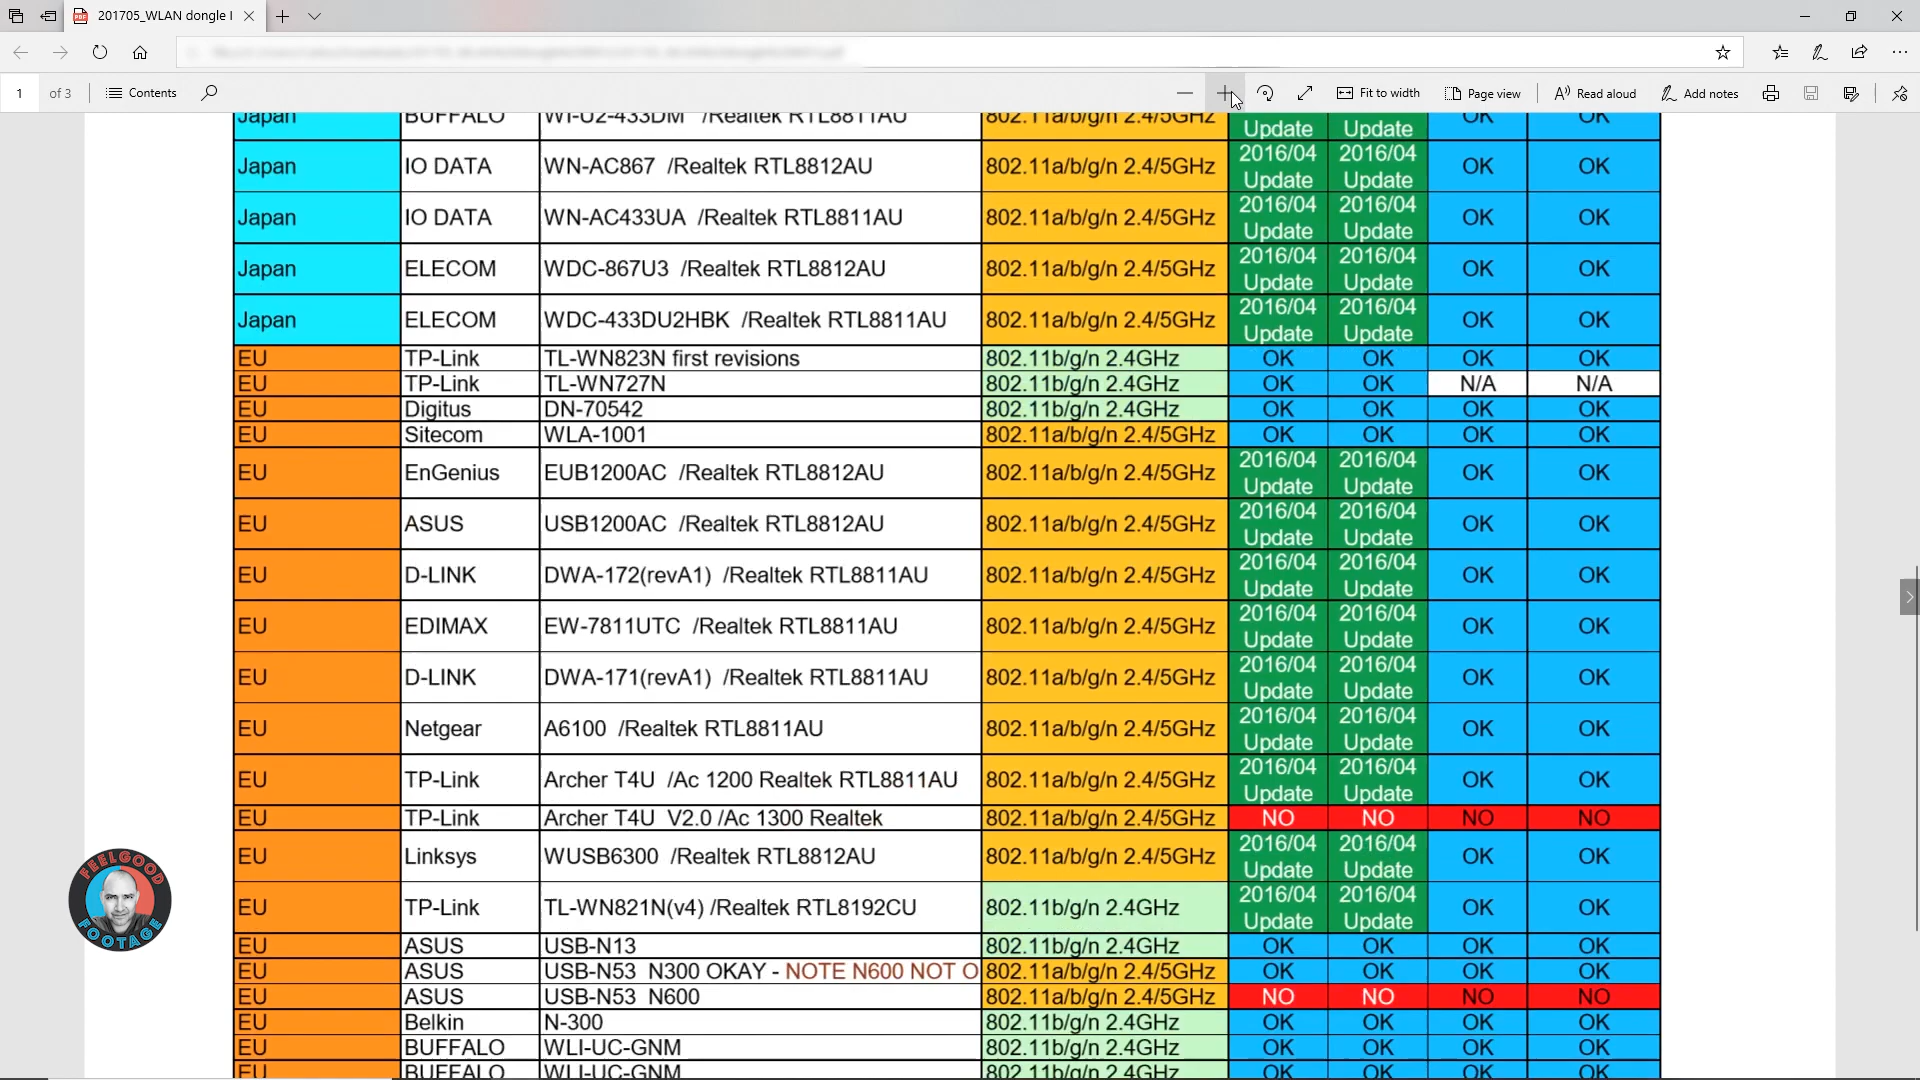 201705_WLAN dongle l
1 of 3 Contents Fit to width Page view Read aloud Add notes
Japan BUFFALO WI-U2-433DM /Realtek RTL8811AU 802.11a/b/g/n 2.4/5GHz Update Update OK OK
Japan IO DATA WN-AC867 /Realtek RTL8812AU 802.11a/b/g/n 2.4/5GHz 2016/04 Update 2016/04 Update OK OK
Japan IO DATA WN-AC433UA /Realtek RTL8811AU 802.11a/b/g/n 2.4/5GHz 2016/04 Update 2016/04 Update OK OK
Japan ELECOM WDC-867U3 /Realtek RTL8812AU 802.11a/b/g/n 2.4/5GHz 2016/04 Update 2016/04 Update OK OK
Japan ELECOM WDC-433DU2HBK /Realtek RTL8811AU 802.11a/b/g/n 2.4/5GHz 2016/04 Update 2016/04 Update OK OK
EU TP-Link TL-WN823N first revisions 802.11b/g/n 2.4GHz OK OK OK OK
EU TP-Link TL-WN727N 802.11b/g/n 2.4GHz OK OK N/A N/A
EU Digitus DN-70542 802.11b/g/n 2.4GHz OK OK OK OK
EU Sitecom WLA-1001 802.11a/b/g/n 2.4/5GHz OK OK OK OK
EU EnGenius EUB1200AC /Realtek RTL8812AU 802.11a/b/g/n 2.4/5GHz 2016/04 Update 2016/04 Update OK OK
EU ASUS USB1200AC /Realtek RTL8812AU 802.11a/b/g/n 2.4/5GHz 2016/04 Update 2016/04 Update OK OK
EU D-LINK DWA-172(revA1) /Realtek RTL8811AU 802.11a/b/g/n 2.4/5GHz 2016/04 Update 2016/04 Update OK OK
EU EDIMAX EW-7811UTC /Realtek RTL8811AU 802.11a/b/g/n 2.4/5GHz 2016/04 Update 2016/04 Update OK OK
EU D-LINK DWA-171(revA1) /Realtek RTL8811AU 802.11a/b/g/n 2.4/5GHz 2016/04 Update 2016/04 Update OK OK
EU Netgear A6100 /Realtek RTL8811AU 802.11a/b/g/n 2.4/5GHz 2016/04 Update 2016/04 Update OK OK
EU TP-Link Archer T4U /Ac 1200 Realtek RTL8811AU 802.11a/b/g/n 2.4/5GHz 2016/04 Update 2016/04 Update OK OK
EU TP-Link Archer T4U V2.0 /Ac 1300 Realtek 802.11a/b/g/n 2.4/5GHz NO NO NO NO
EU Linksys WUSB6300 /Realtek RTL8812AU 802.11a/b/g/n 2.4/5GHz 2016/04 Update 2016/04 Update OK OK
EU TP-Link TL-WN821N(v4) /Realtek RTL8192CU 802.11b/g/n 2.4GHz 2016/04 Update 2016/04 Update OK OK
EU ASUS USB-N13 802.11b/g/n 2.4GHz OK OK OK OK
EU ASUS USB-N53 N300 OKAY - NOTE N600 NOT O 802.11a/b/g/n 2.4/5GHz OK OK OK OK
EU ASUS USB-N53 N600 802.11a/b/g/n 2.4/5GHz NO NO NO NO
EU Belkin N-300 802.11b/g/n 2.4GHz OK OK OK OK
EU BUFFALO WLI-UC-GNM 802.11b/g/n 2.4GHz OK OK OK OK
EU BUFFALO WLI-UC-GNM 802.11b/g/n 2.4GHz OK OK OK OK
FEELGOOD FOOTAGE